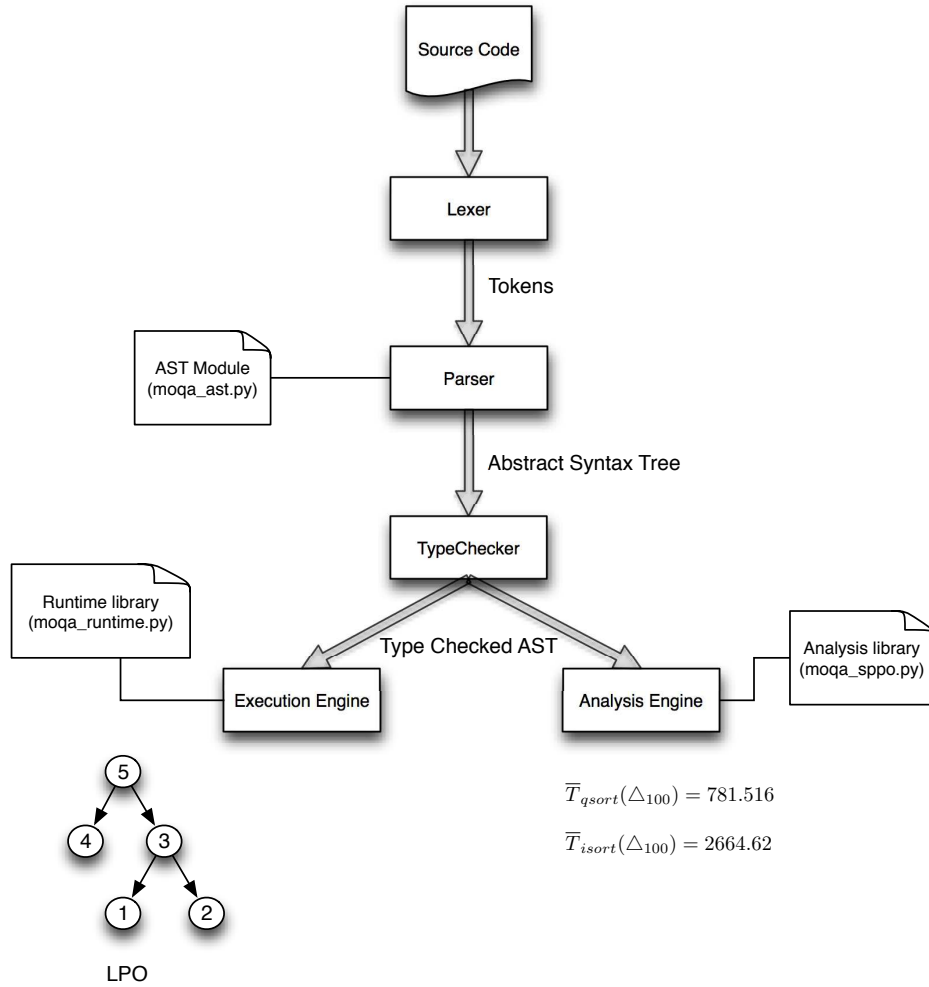 Source Code
Lexer
Tokens
AST Module
(moqa_ast.py)
Parser
Abstract Syntax Tree
TypeChecker
Runtime library
(moqa_runtime.py)
Type Checked AST
Analysis library
(moqa_sppo.py)
Execution Engine
Analysis Engine
5
4
3
1
2
LPO
T̅_{qsort}(△_{100}) = 781.516
T̅_{isort}(△_{100}) = 2664.62